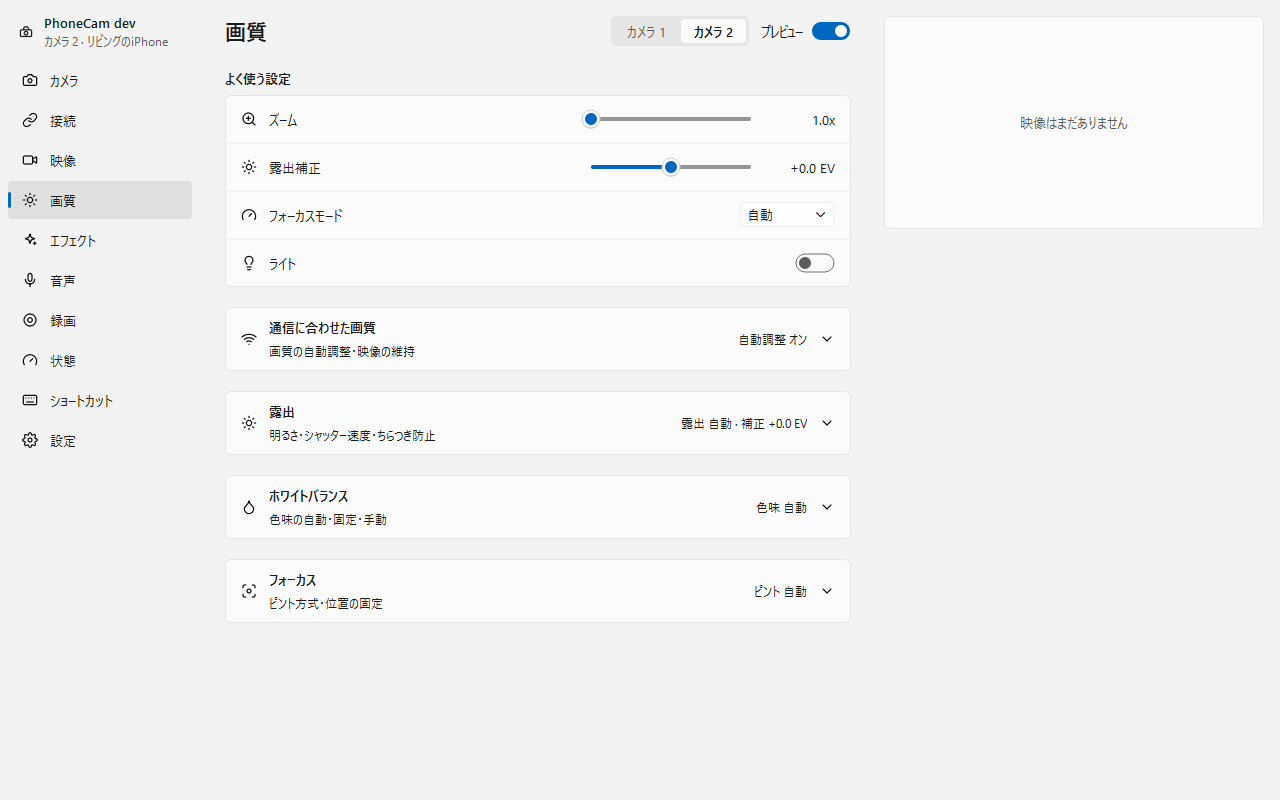 PhoneCam dev
カメラ 2 · リビングのiPhone
カメラ
接続
映像
画質
エフェクト
音声
録画
状態
ショートカット
設定
画質
カメラ 1
カメラ 2
プレビュー
よく使う設定
ズーム
1.0x
露出補正
+0.0 EV
フォーカスモード
自動
ライト
通信に合わせた画質
画質の自動調整・映像の維持
自動調整 オン
露出
明るさ・シャッター速度・ちらつき防止
露出 自動 · 補正 +0.0 EV
ホワイトバランス
色味の自動・固定・手動
色味 自動
フォーカス
ピント方式・位置の固定
ピント 自動
映像はまだありません